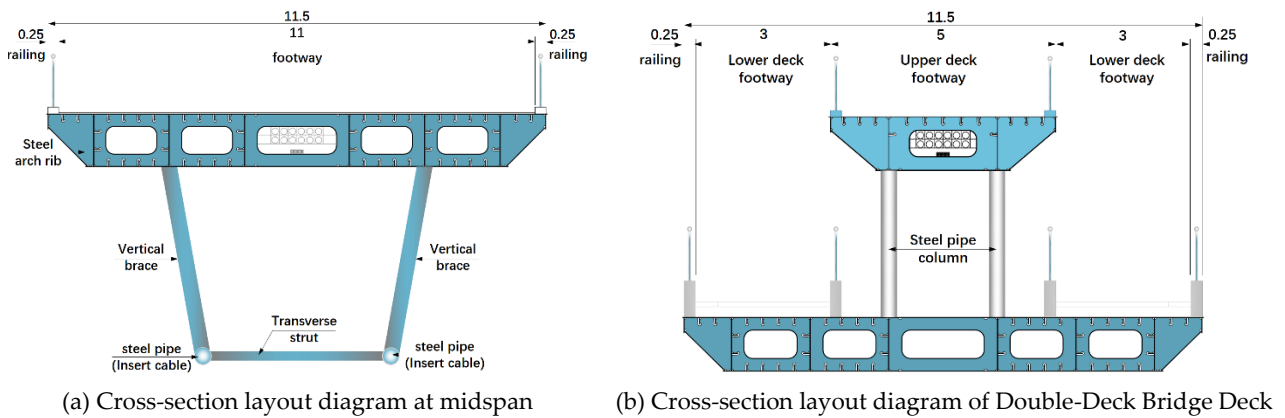 11.5
0.25
11
0.25
railing
footway
railing
Steel
arch rib
Vertical
brace
Vertical
brace
Transverse
strut
steel pipe
(Insert cable)
steel pipe
(Insert cable)
(a) Cross-section layout diagram at midspan
11.5
0.25
3
5
3
0.25
railing
Lower deck
footway
Upper deck
footway
Lower deck
footway
railing
Steel pipe
column
(b) Cross-section layout diagram of Double-Deck Bridge Deck